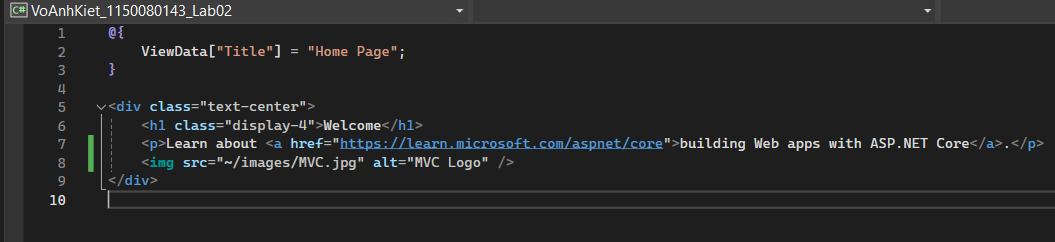 C# VoAnhKiet_1150080143_Lab02
1 @{
2     ViewData["Title"] = "Home Page";
3 }
4
5 <div class="text-center">
6     <h1 class="display-4">Welcome</h1>
7     <p>Learn about <a href="https://learn.microsoft.com/aspnet/core">building Web apps with ASP.NET Core</a>.</p>
8     <img src="~/images/MVC.jpg" alt="MVC Logo" />
9 </div>
10